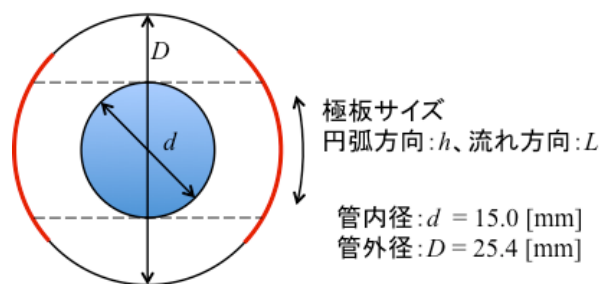 D
d
極板サイズ
円弧方向:h、流れ方向:L
管内径:d = 15.0 [mm]
管外径:D = 25.4 [mm]